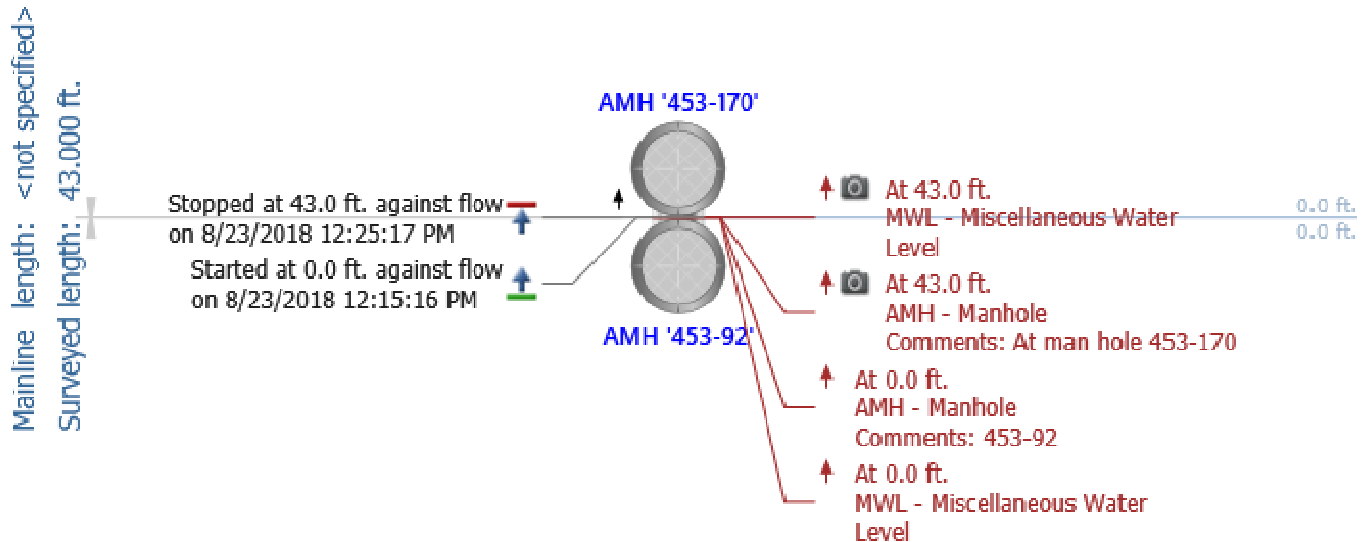 Mainline length: <not specified>
Surveyed length: 43.000 ft.
AMH '453-170'
Stopped at 43.0 ft. against flow
on 8/23/2018 12:25:17 PM
Started at 0.0 ft. against flow
on 8/23/2018 12:15:16 PM
AMH '453-92'
At 43.0 ft.
MWL - Miscellaneous Water
Level
At 43.0 ft.
AMH - Manhole
Comments: At man hole 453-170
At 0.0 ft.
AMH - Manhole
Comments: 453-92
At 0.0 ft.
MWL - Miscellaneous Water
Level
0.0 ft.
0.0 ft.